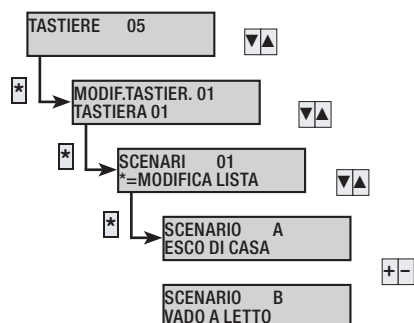 TASTIERE 05
▼▲
*
MODIF.TASTIER. 01
TASTIERA 01
▼▲
*
SCENARI 01
*=MODIFICA LISTA
▼▲
*
SCENARIO A
ESCO DI CASA
+-
SCENARIO B
VADO A LETTO